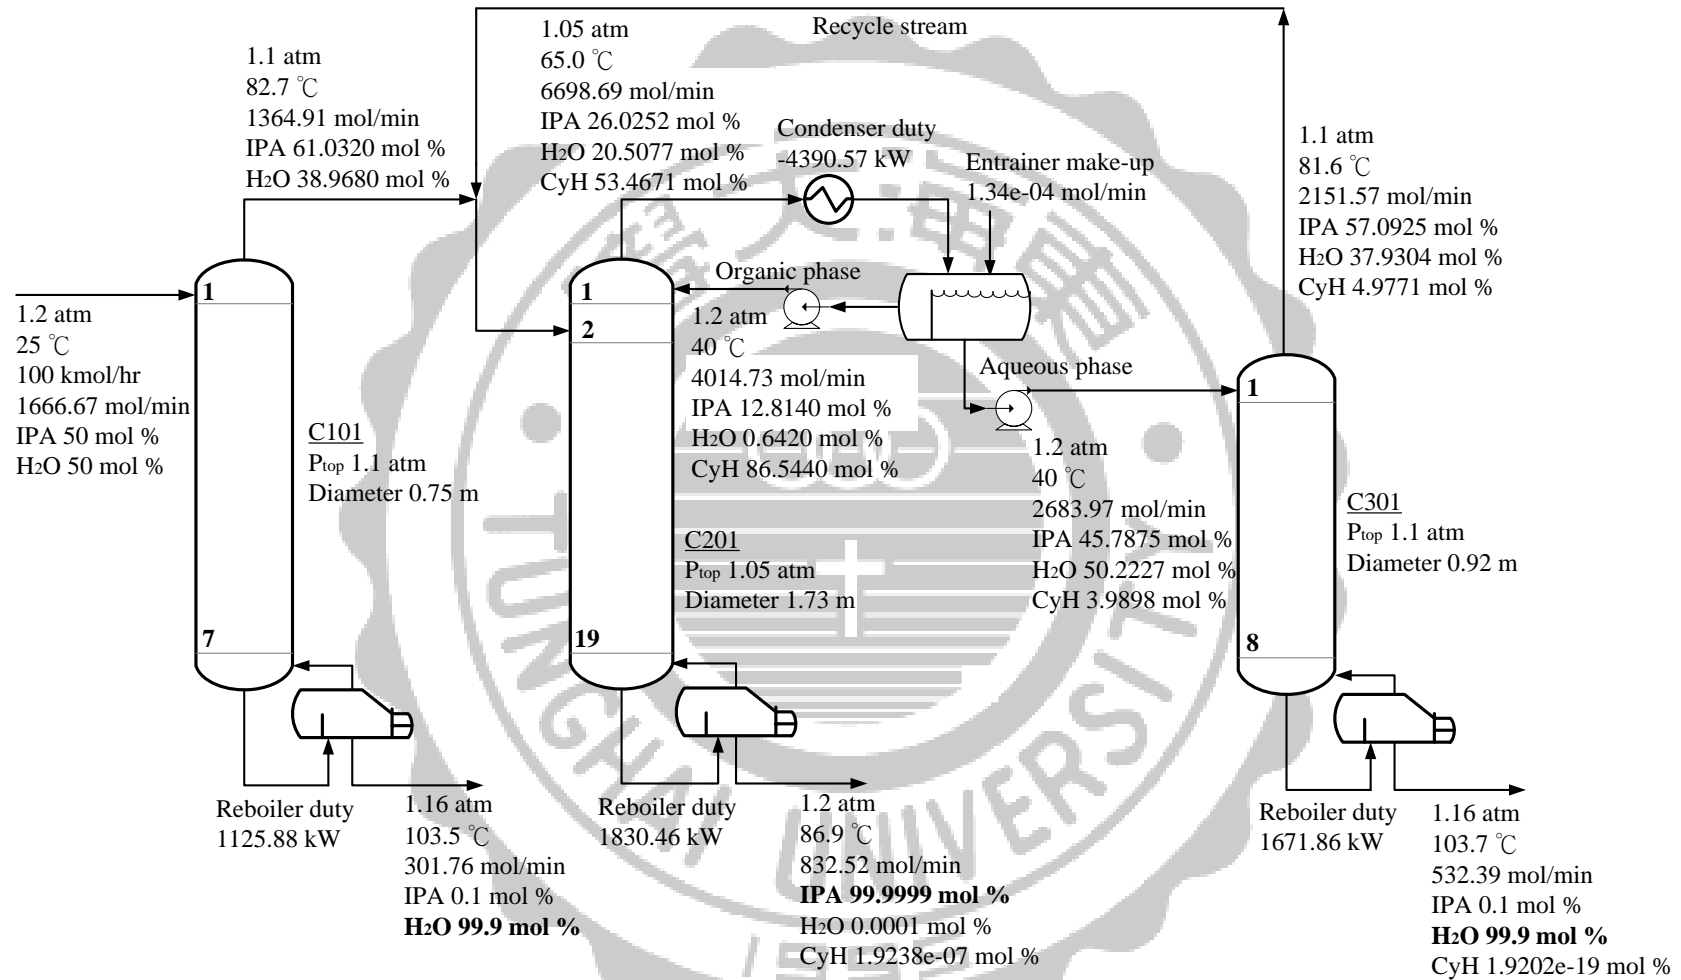 Recycle stream
1.1 atm
82.7 ℃
1364.91 mol/min
IPA 61.0320 mol %
H2O 38.9680 mol %
1.05 atm
65.0 ℃
6698.69 mol/min
IPA 26.0252 mol %
H2O 20.5077 mol %
CyH 53.4671 mol %
Condenser duty
-4390.57 kW
Entrainer make-up
1.34e-04 mol/min
1.1 atm
81.6 ℃
2151.57 mol/min
IPA 57.0925 mol %
H2O 37.9304 mol %
CyH 4.9771 mol %
1.2 atm
25 ℃
100 kmol/hr
1666.67 mol/min
IPA 50 mol %
H2O 50 mol %
1
7
C101
Ptop 1.1 atm
Diameter 0.75 m
1
2
19
Organic phase
1.2 atm
40 ℃
4014.73 mol/min
IPA 12.8140 mol %
H2O 0.6420 mol %
CyH 86.5440 mol %
C201
Ptop 1.05 atm
Diameter 1.73 m
Aqueous phase
1.2 atm
40 ℃
2683.97 mol/min
IPA 45.7875 mol %
H2O 50.2227 mol %
CyH 3.9898 mol %
1
8
C301
Ptop 1.1 atm
Diameter 0.92 m
Reboiler duty
1125.88 kW
1.16 atm
103.5 ℃
301.76 mol/min
IPA 0.1 mol %
H2O 99.9 mol %
Reboiler duty
1830.46 kW
1.2 atm
86.9 ℃
832.52 mol/min
IPA 99.9999 mol %
H2O 0.0001 mol %
CyH 1.9238e-07 mol %
Reboiler duty
1671.86 kW
1.16 atm
103.7 ℃
532.39 mol/min
IPA 0.1 mol %
H2O 99.9 mol %
CyH 1.9202e-19 mol %
TUNGHAI UNIVERSITY